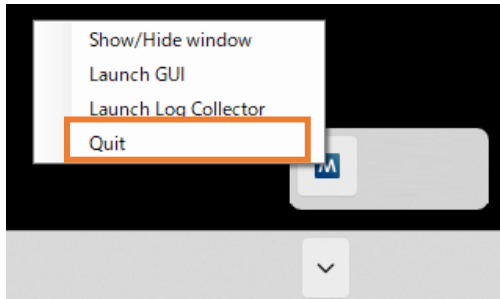 Show/Hide window
Launch GUI
Launch Log Collector
Quit
M